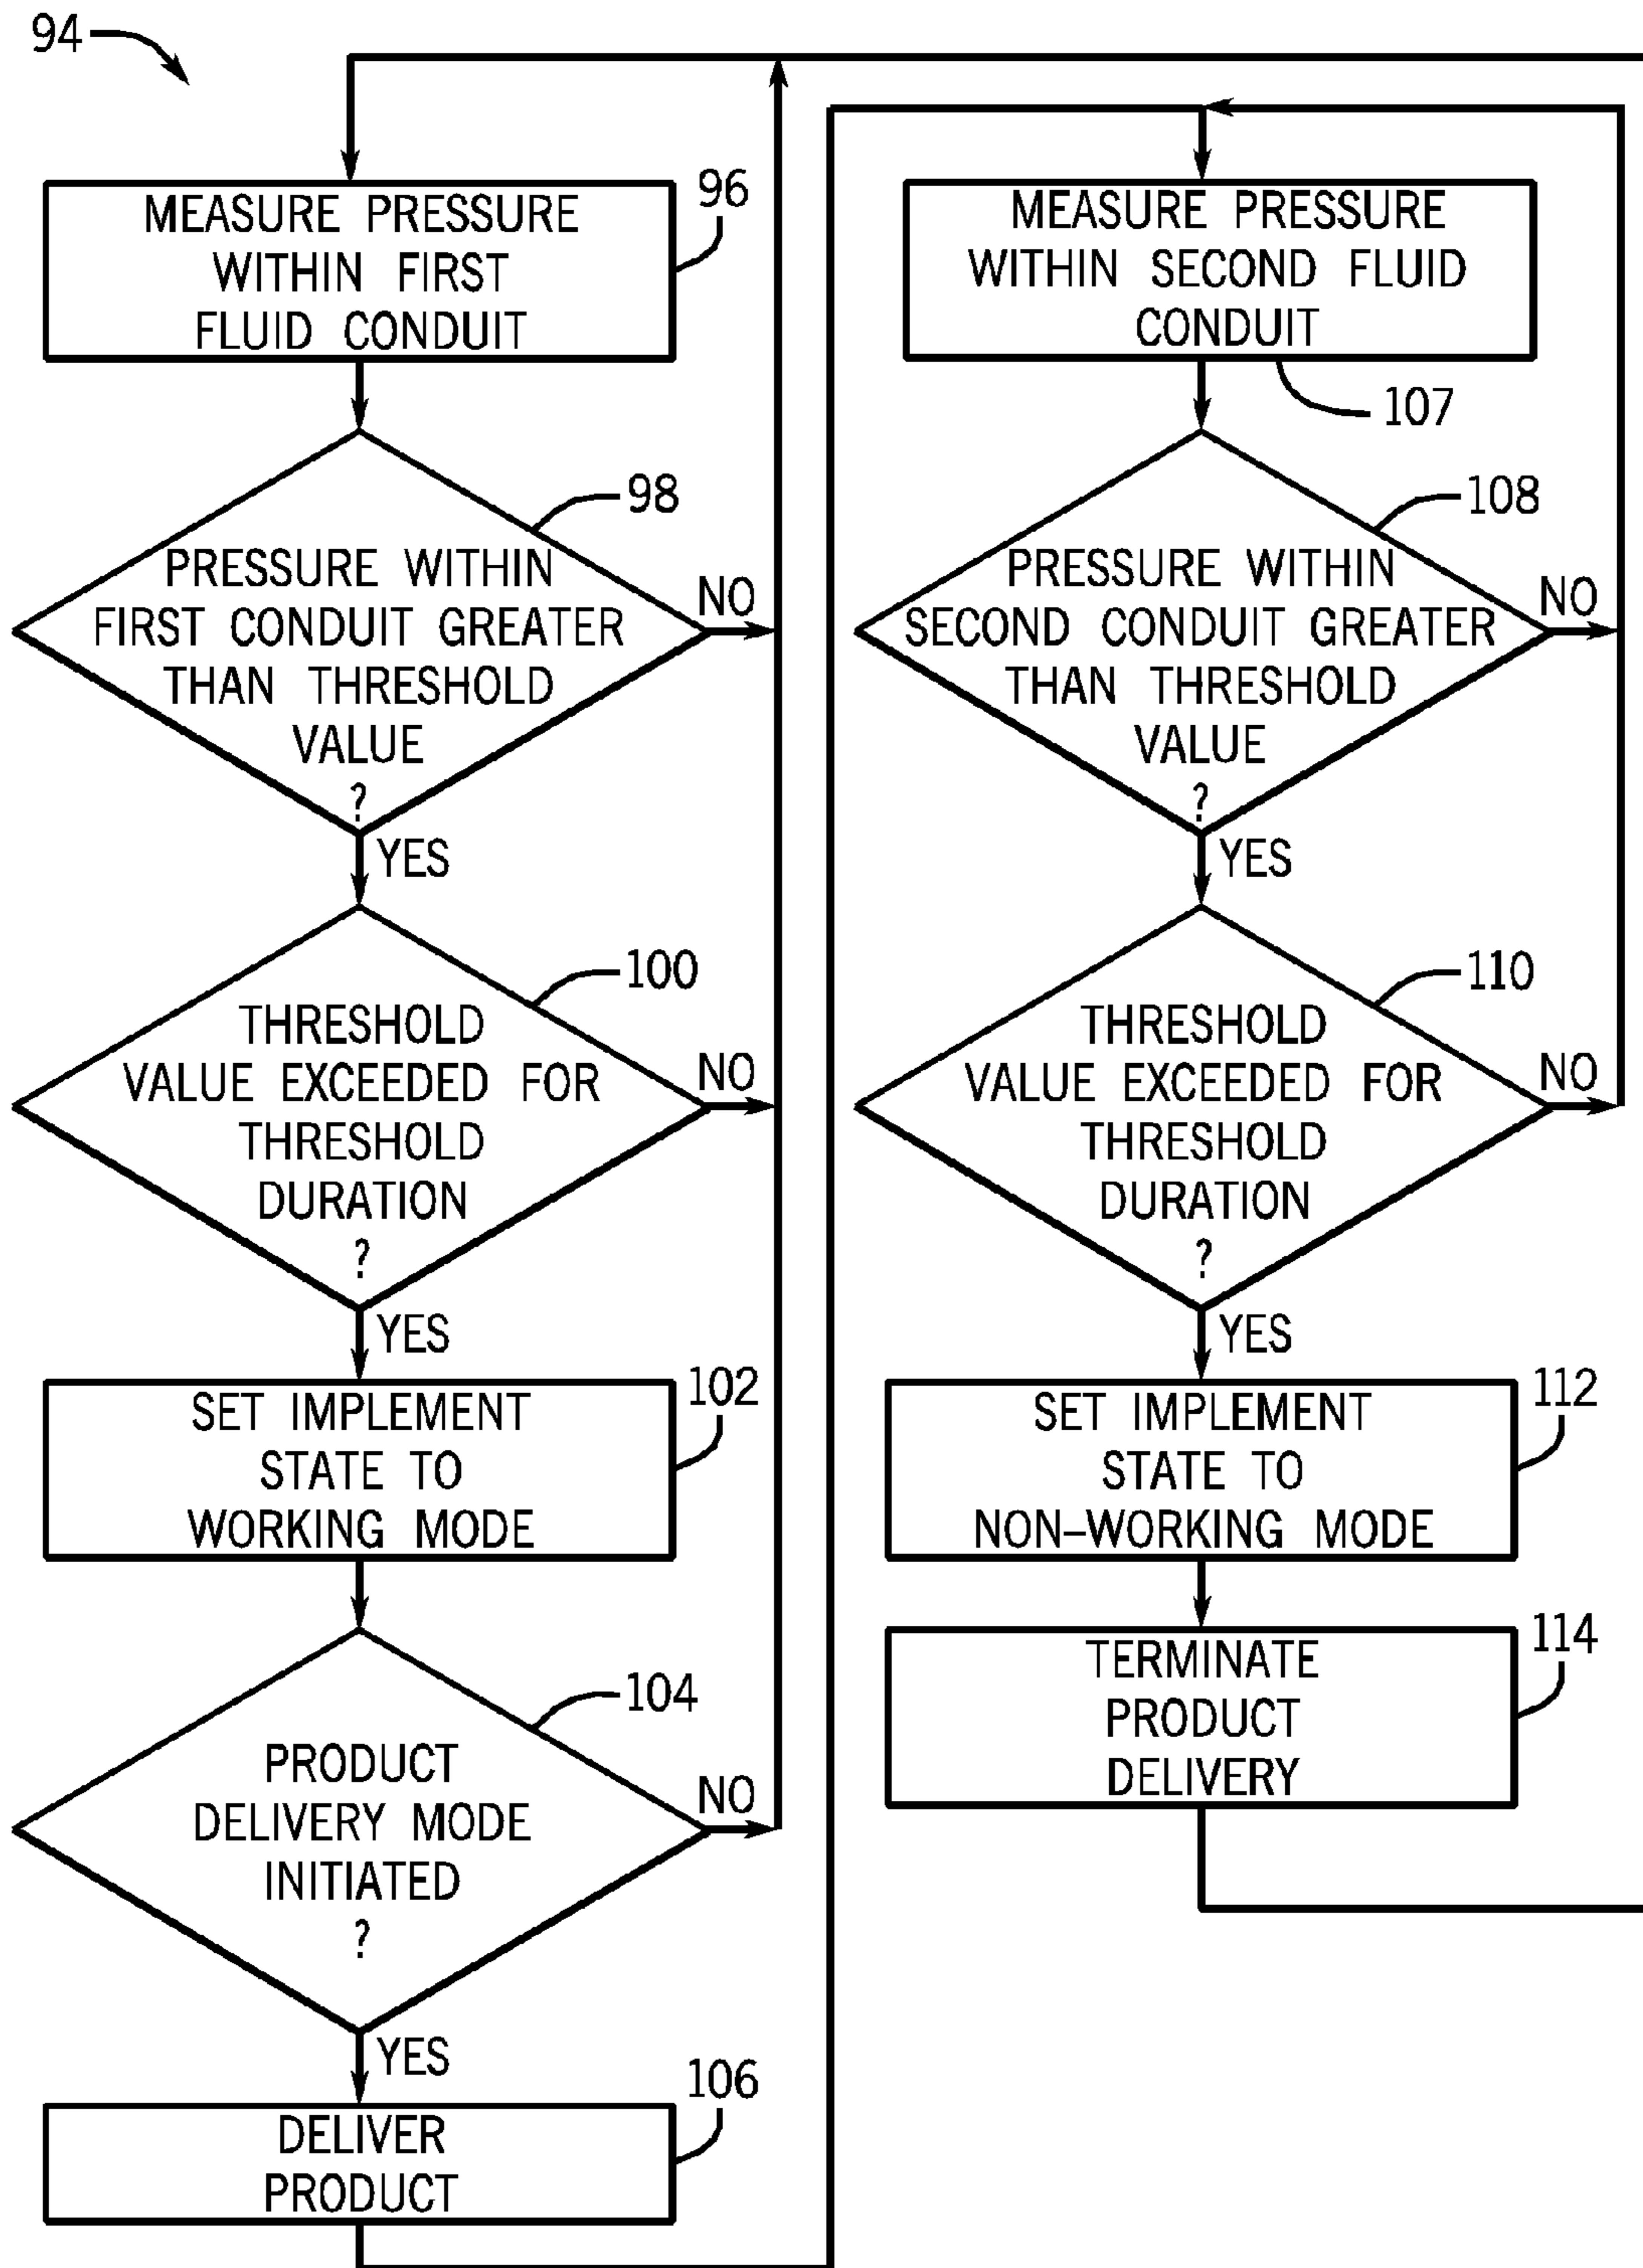 94
MEASURE PRESSURE
WITHIN FIRST
FLUID CONDUIT
96
PRESSURE WITHIN
FIRST CONDUIT GREATER
THAN THRESHOLD
VALUE
?
98
NO
YES
THRESHOLD
VALUE EXCEEDED FOR
THRESHOLD
DURATION
?
100
NO
YES
SET IMPLEMENT
STATE TO
WORKING MODE
102
PRODUCT
DELIVERY MODE
INITIATED
?
104
NO
YES
DELIVER
PRODUCT
106
MEASURE PRESSURE
WITHIN SECOND FLUID
CONDUIT
107
PRESSURE WITHIN
SECOND CONDUIT GREATER
THAN THRESHOLD
VALUE
?
108
NO
YES
THRESHOLD
VALUE EXCEEDED FOR
THRESHOLD
DURATION
?
110
NO
YES
SET IMPLEMENT
STATE TO
NON–WORKING MODE
112
TERMINATE
PRODUCT
DELIVERY
114